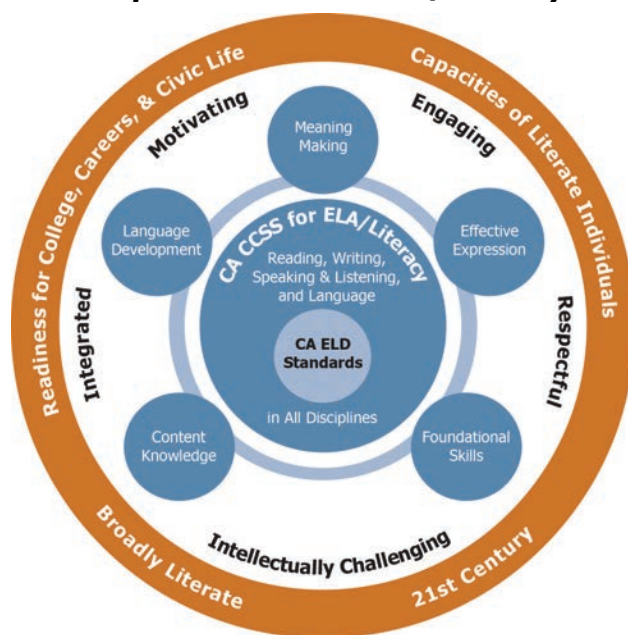 Readiness for College, Careers, & Civic Life
Capacities of Literate Individuals
Motivating
Engaging
Meaning
Making
Language
Development
Effective
Expression
CA CCSS for ELA/Literacy
Reading, Writing,
Speaking & Listening,
and Language
CA ELD
Standards
in All Disciplines
Integrated
Respectful
Content
Knowledge
Foundational
Skills
Intellectually Challenging
Broadly Literate
21st Century